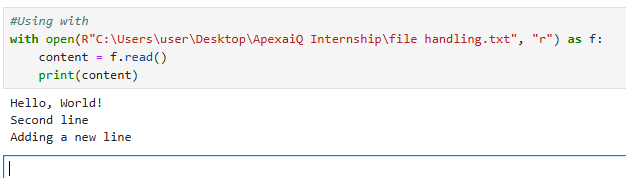 #Using with
with open(R"C:\Users\user\Desktop\ApexaiQ Internship\file handling.txt", "r") as f:
    content = f.read()
    print(content)
Hello, World!
Second line
Adding a new line